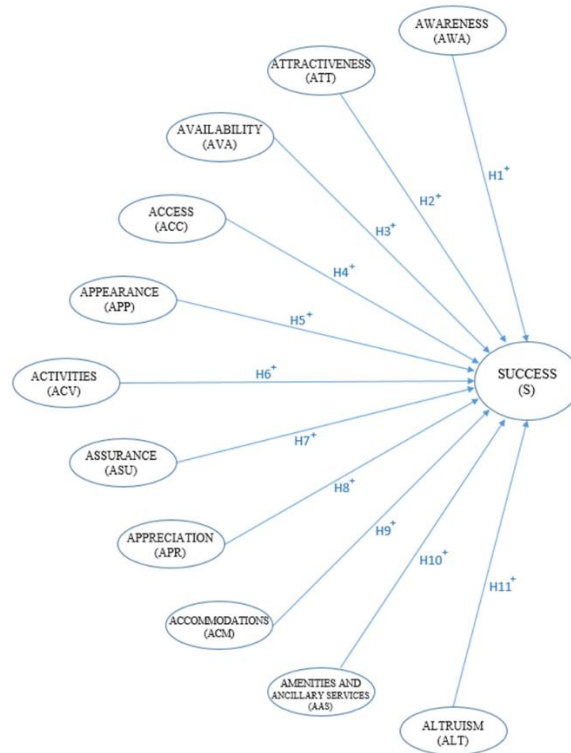 AWARENESS
(AWA)
ATTRACTIVENESS
(ATT)
AVAILABILITY
(AVA)
ACCESS
(ACC)
APPEARANCE
(APP)
ACTIVITIES
(ACV)
ASSURANCE
(ASU)
APPRECIATION
(APR)
ACCOMMODATIONS
(ACM)
AMENITIES AND
ANCILLARY SERVICES
(AAS)
ALTRUISM
(ALT)
H1+
H2+
H3+
H4+
H5+
H6+
H7+
H8+
H9+
H10+
H11+
SUCCESS
(S)